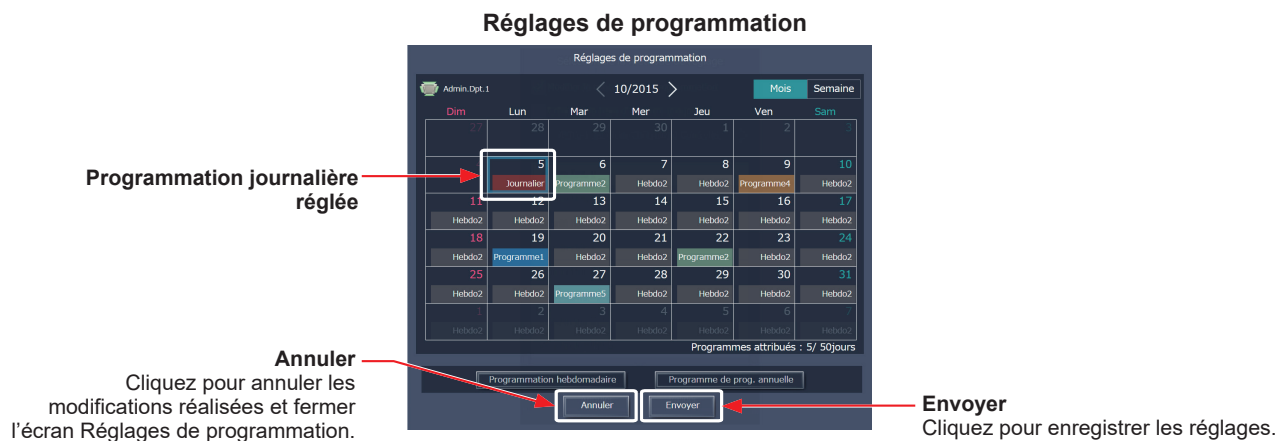 Réglages de programmation
Réglages de programmation
Admin.Dpt.1
10/2015
Mois Semaine
Dim Lun Mar Mer Jeu Ven Sam
27 28 29 30 1 2 3
5 6 7 8 9 10
Journalier Programme2 Hebdo2 Hebdo2 Programme4 Hebdo2
Programmation journalière
réglée
11 12 13 14 15 16 17
Hebdo2 Hebdo2 Hebdo2 Hebdo2 Hebdo2 Hebdo2 Hebdo2
18 19 20 21 22 23 24
Hebdo2 Programme1 Hebdo2 Hebdo2 Programme2 Hebdo2 Hebdo2
25 26 27 28 29 30 31
Hebdo2 Hebdo2 Programme5 Hebdo2 Hebdo2 Hebdo2 Hebdo2
1 2 3 4 5 6 7
Hebdo2 Hebdo2 Hebdo2 Hebdo2 Hebdo2 Hebdo2 Hebdo2
Programmes attribués : 5/ 50jours
Programmation hebdomadaire Programme de prog. annuelle
Annuler Envoyer
Annuler
Cliquez pour annuler les
modifications réalisées et fermer
l’écran Réglages de programmation.
Envoyer
Cliquez pour enregistrer les réglages.